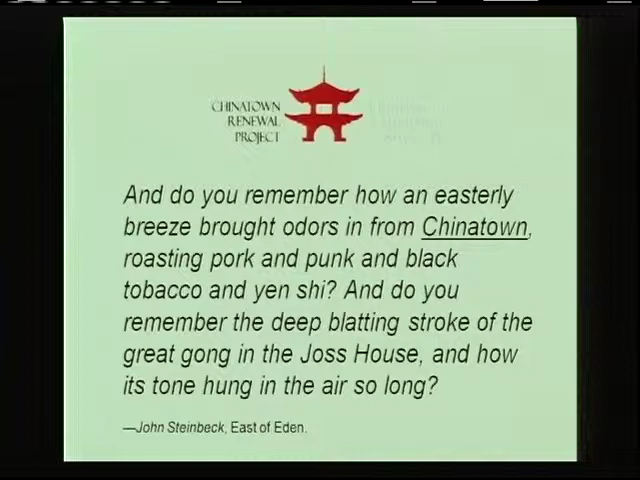 CHINATOWN
RENEWAL
PROJECT
And do you remember how an easterly
breeze brought odors in from Chinatown,
roasting pork and punk and black
tobacco and yen shi? And do you
remember the deep blatting stroke of the
great gong in the Joss House, and how
its tone hung in the air so long?
—John Steinbeck, East of Eden.